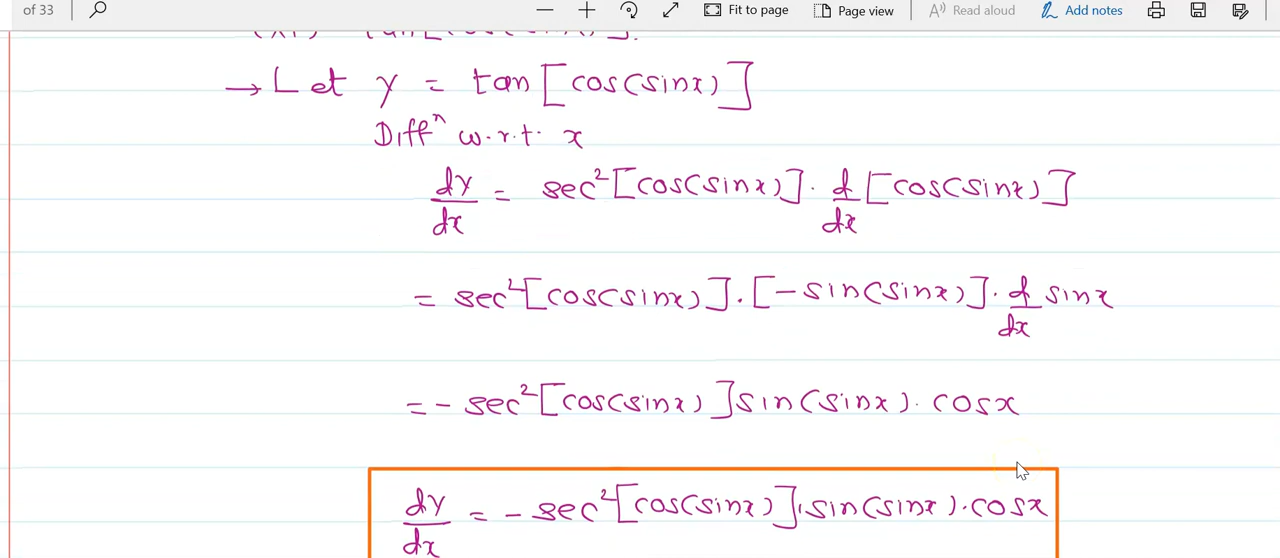 of 33
Fit to page
Page view
Read aloud
Add notes
→ Let y = tan [cos(sinx)]
Diffⁿ w.r.t. x
dy/dx = sec²[cos(sinx)] · d/dx [cos(sinx)]
= sec²[cos(sinx)] · [-sin(sinx)] · d/dx sinx
= - sec²[cos(sinx)] sin(sinx) · cosx
dy/dx = - sec²[cos(sinx)] · sin(sinx) · cosx